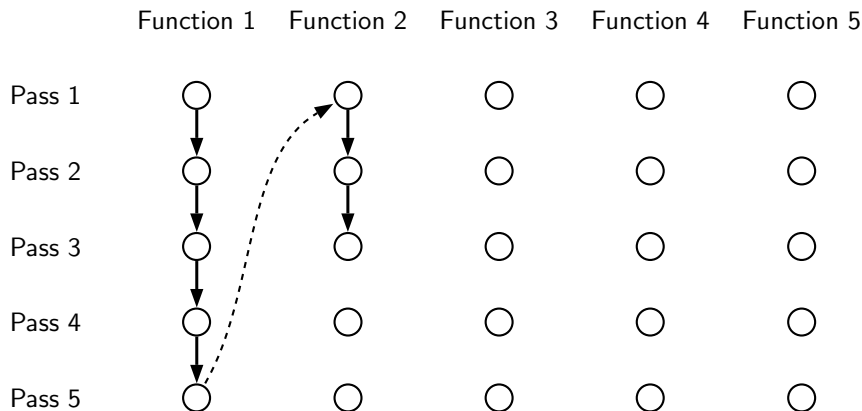 Function 1 Function 2 Function 3 Function 4 Function 5
Pass 1
Pass 2
Pass 3
Pass 4
Pass 5